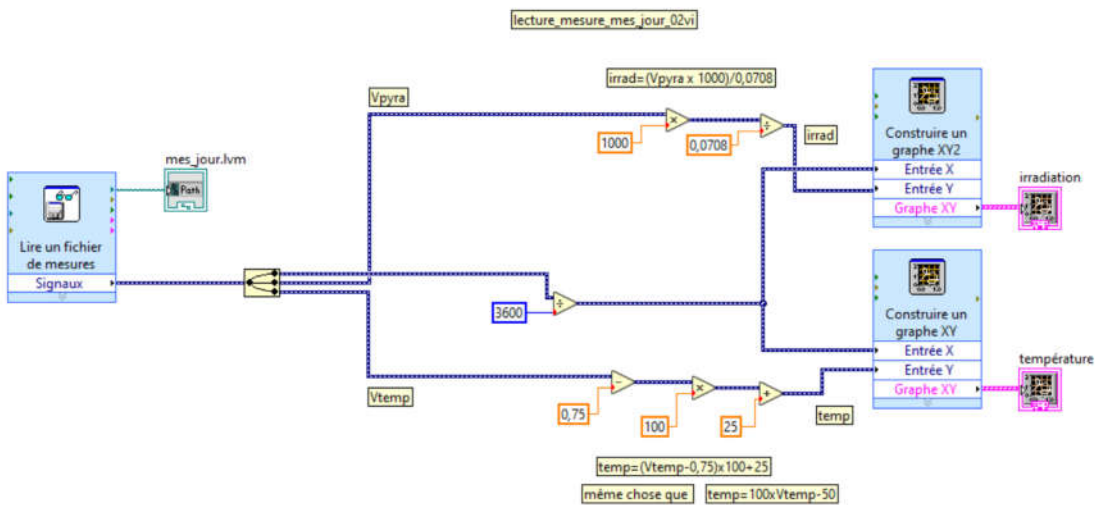 lecture_mesure_mes_jour_02vi
irrad=(Vpyra x 1000)/0,0708
Vpyra
1000
0,0708
irrad
Construire un
graphe XY2
Entrée X
Entrée Y
Graphe XY
irradiation
mes_jour.lvm
Path
Lire un fichier
de mesures
Signaux
3600
Construire un
graphe XY
Entrée X
Entrée Y
Graphe XY
température
Vtemp
0,75
100
25
temp
temp=(Vtemp-0,75)x100+25
même chose que
temp=100xVtemp-50